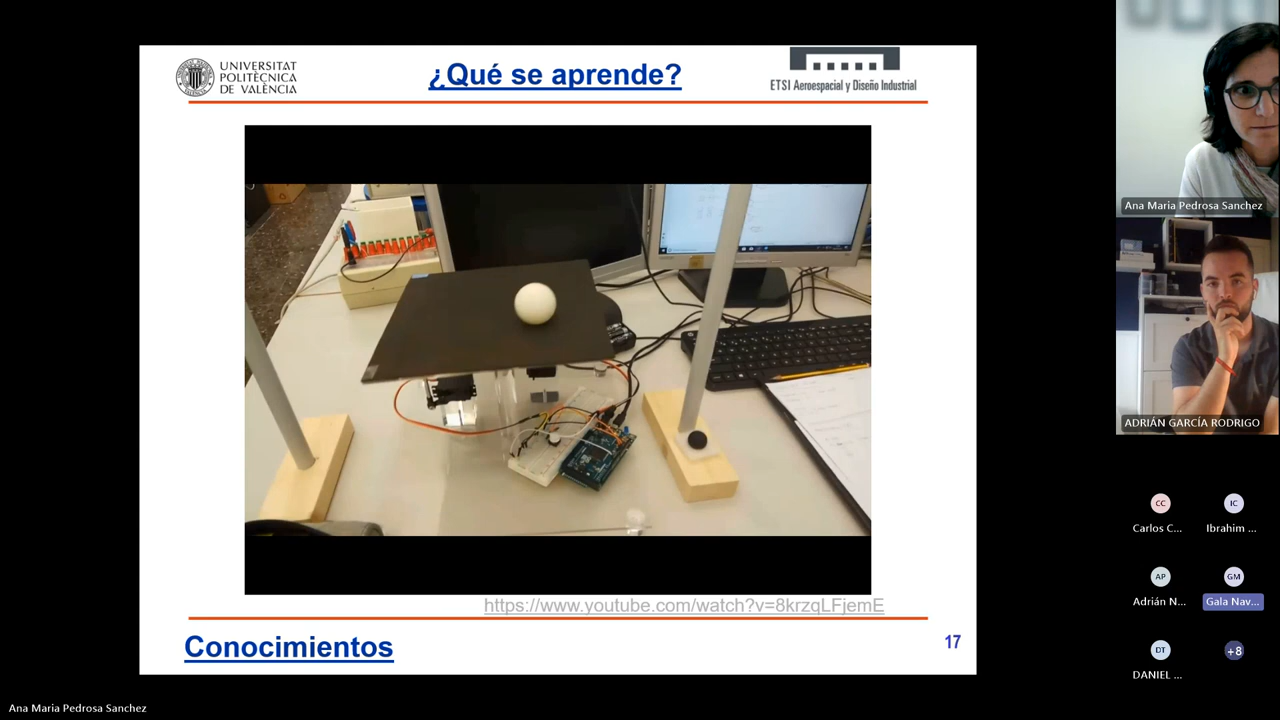 UNIVERSITAT
POLITÈCNICA
DE VALÈNCIA
¿Qué se aprende?
ETSI Aeroespacial y Diseño Industrial
https://www.youtube.com/watch?v=8krzqLFjemE
Conocimientos
17
Ana Maria Pedrosa Sanchez
Ana Maria Pedrosa Sanchez
ADRIÁN GARCÍA RODRIGO
CC
Carlos C...
IC
Ibrahim ...
AP
Adrián N...
GM
Gala Nav...
DT
DANIEL ...
+8